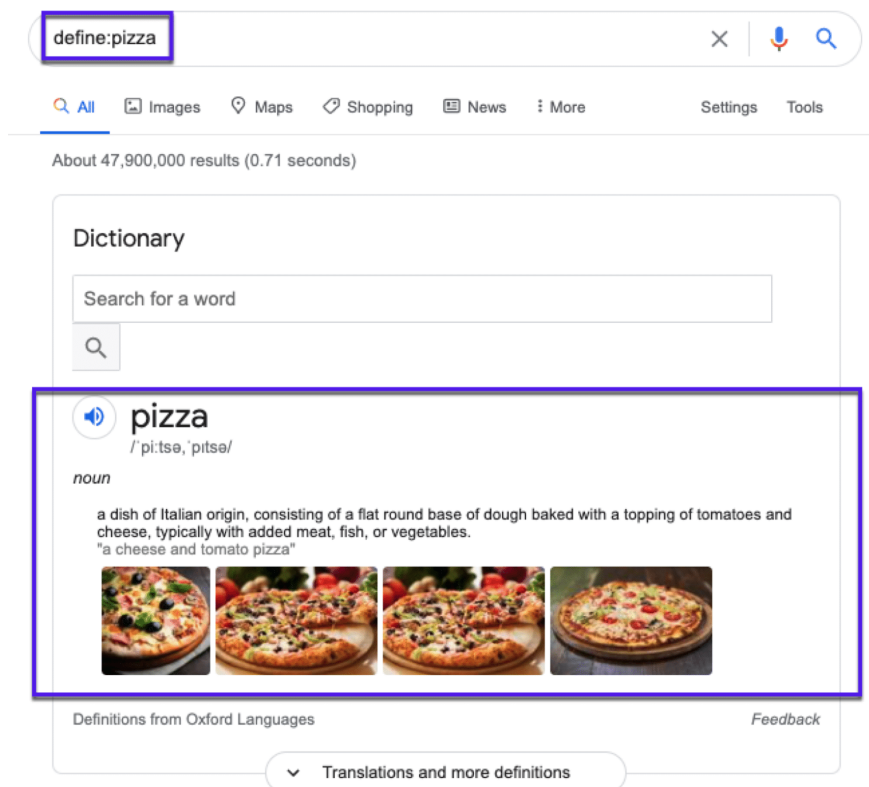 define:pizza
All Images Maps Shopping News More Settings Tools
About 47,900,000 results (0.71 seconds)
Dictionary
Search for a word
pizza
/ˈpiːtsə,ˈpɪtsə/
noun
a dish of Italian origin, consisting of a flat round base of dough baked with a topping of tomatoes and
cheese, typically with added meat, fish, or vegetables.
"a cheese and tomato pizza"
Definitions from Oxford Languages Feedback
Translations and more definitions